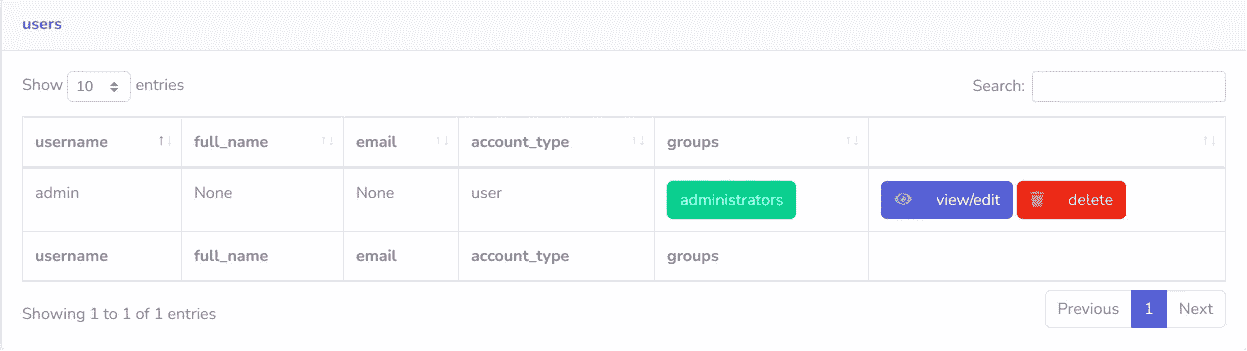 users
Show 10 entries Search:
username full_name email account_type groups
admin None None user administrators view/edit delete
username full_name email account_type groups
Showing 1 to 1 of 1 entries Previous 1 Next